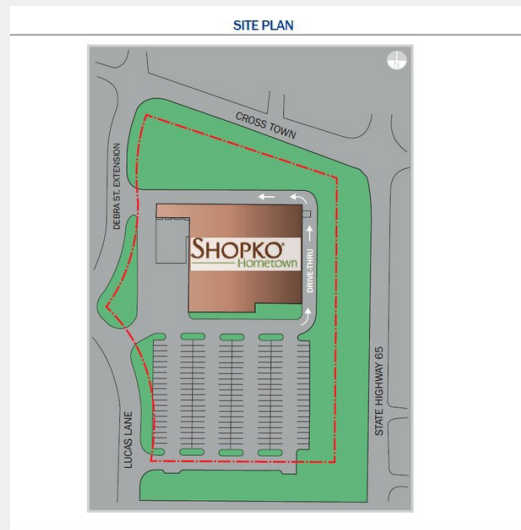 SITE PLAN
N
CROSS TOWN
DEBRA ST. EXTENSION
SHOPKO®
Hometown
DRIVE-THRU
STATE HIGHWAY 65
LUCAS LANE